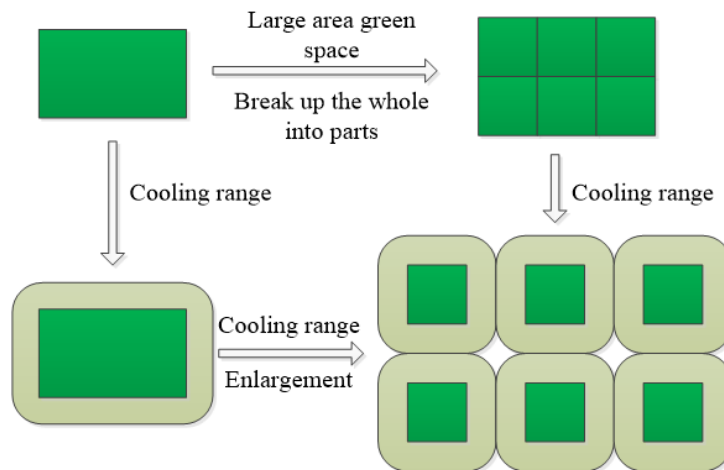 Large area green
space
Break up the whole
into parts
Cooling range
Cooling range
Cooling range
Enlargement